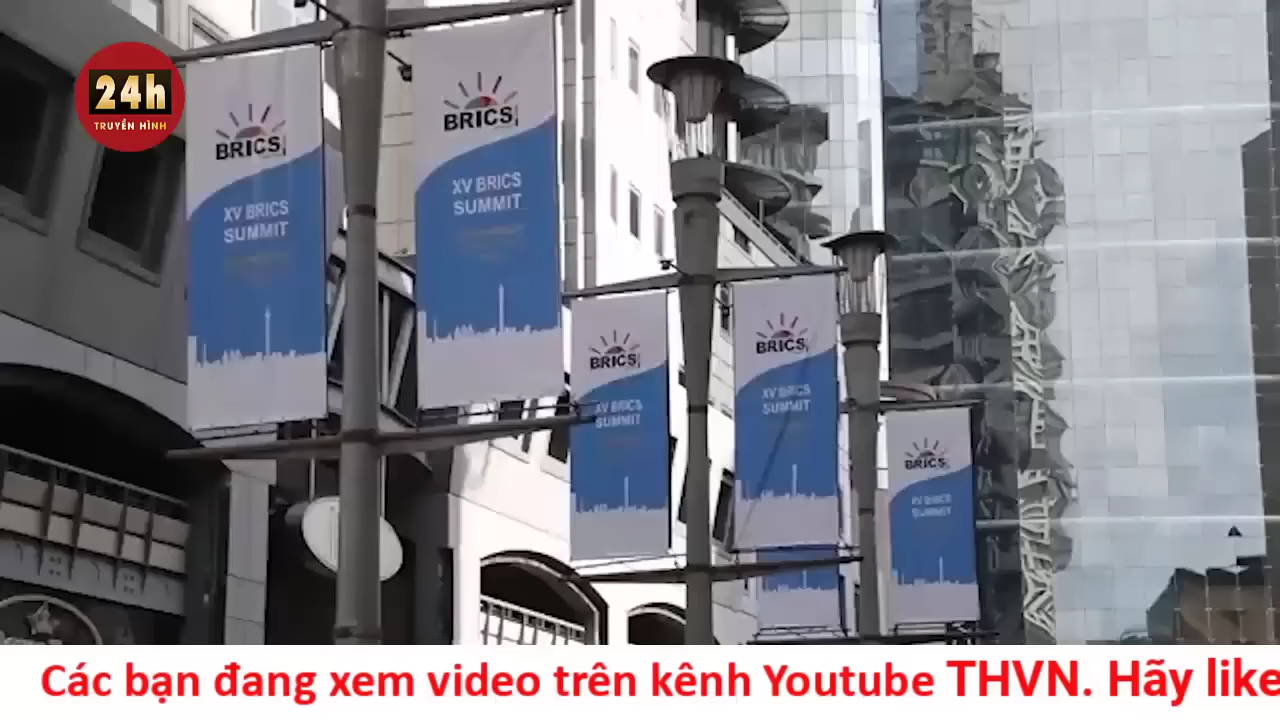 24h
TRUYỀN HÌNH
BRICS
XV BRICS
SUMMIT
BRICS
XV BRICS
SUMMIT
BRICS
XV BRICS
SUMMIT
BRICS
XV BRICS
SUMMIT
BRICS
XV BRICS
SUMMIT
Các bạn đang xem video trên kênh Youtube THVN. Hãy like